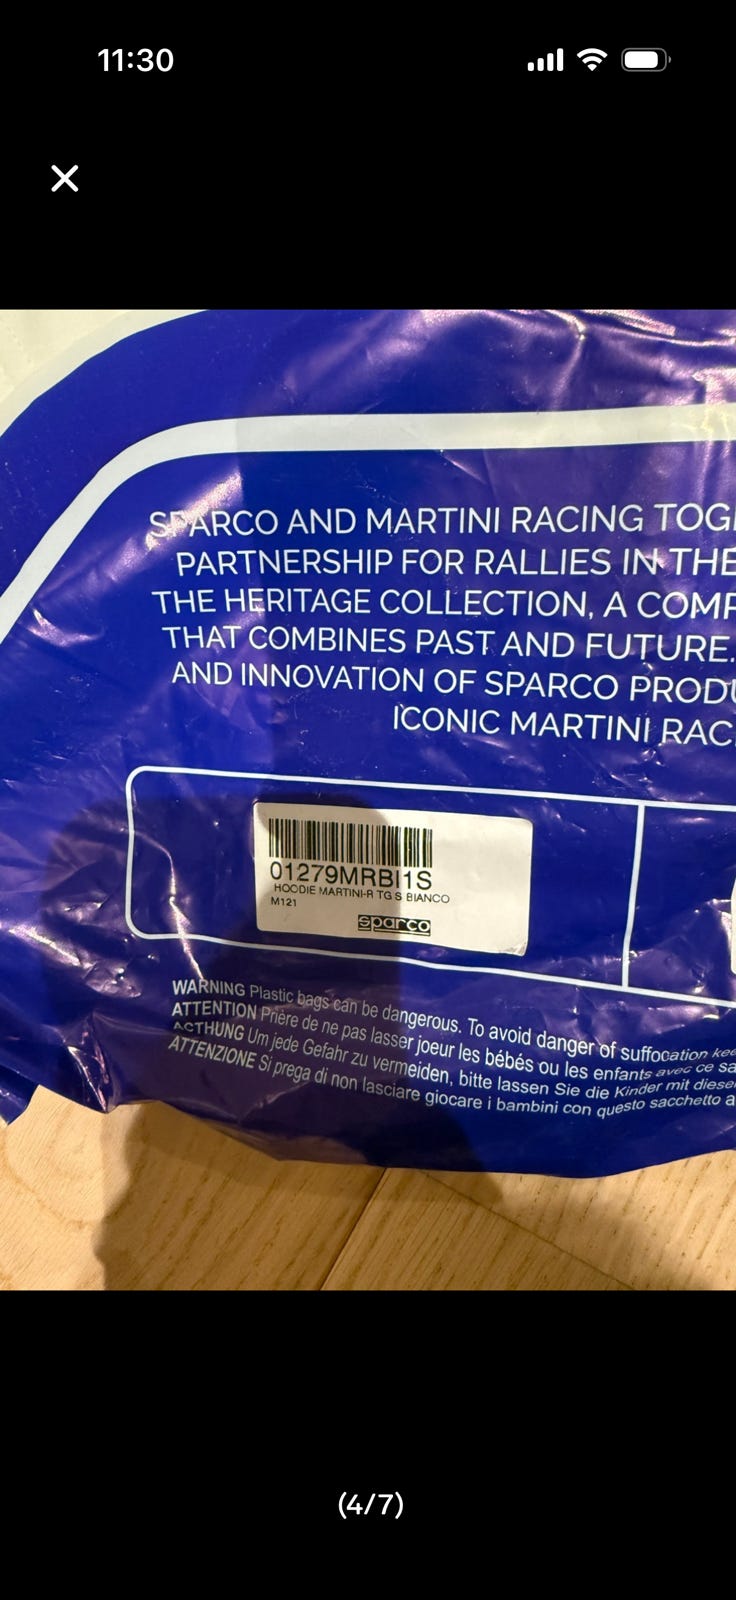 11:30
SPARCO AND MARTINI RACING TOG
PARTNERSHIP FOR RALLIES IN THE
THE HERITAGE COLLECTION, A COMP
THAT COMBINES PAST AND FUTURE.
AND INNOVATION OF SPARCO PRODU
ICONIC MARTINI RAC
01279MRBI1S
HOODIE MARTINI-R TG S BIANCO
M121
sparco
WARNING Plastic bags can be dangerous. To avoid danger of suffocation kee
ATTENTION Prière de ne pas lasser joeur les bébés ou les enfants avec ce sa
ACTHUNG Um jede Gefahr zu vermeiden, bitte lassen Sie die Kinder mit diese
ATTENZIONE Si prega di non lasciare giocare i bambini con questo sacchetto a
(4/7)